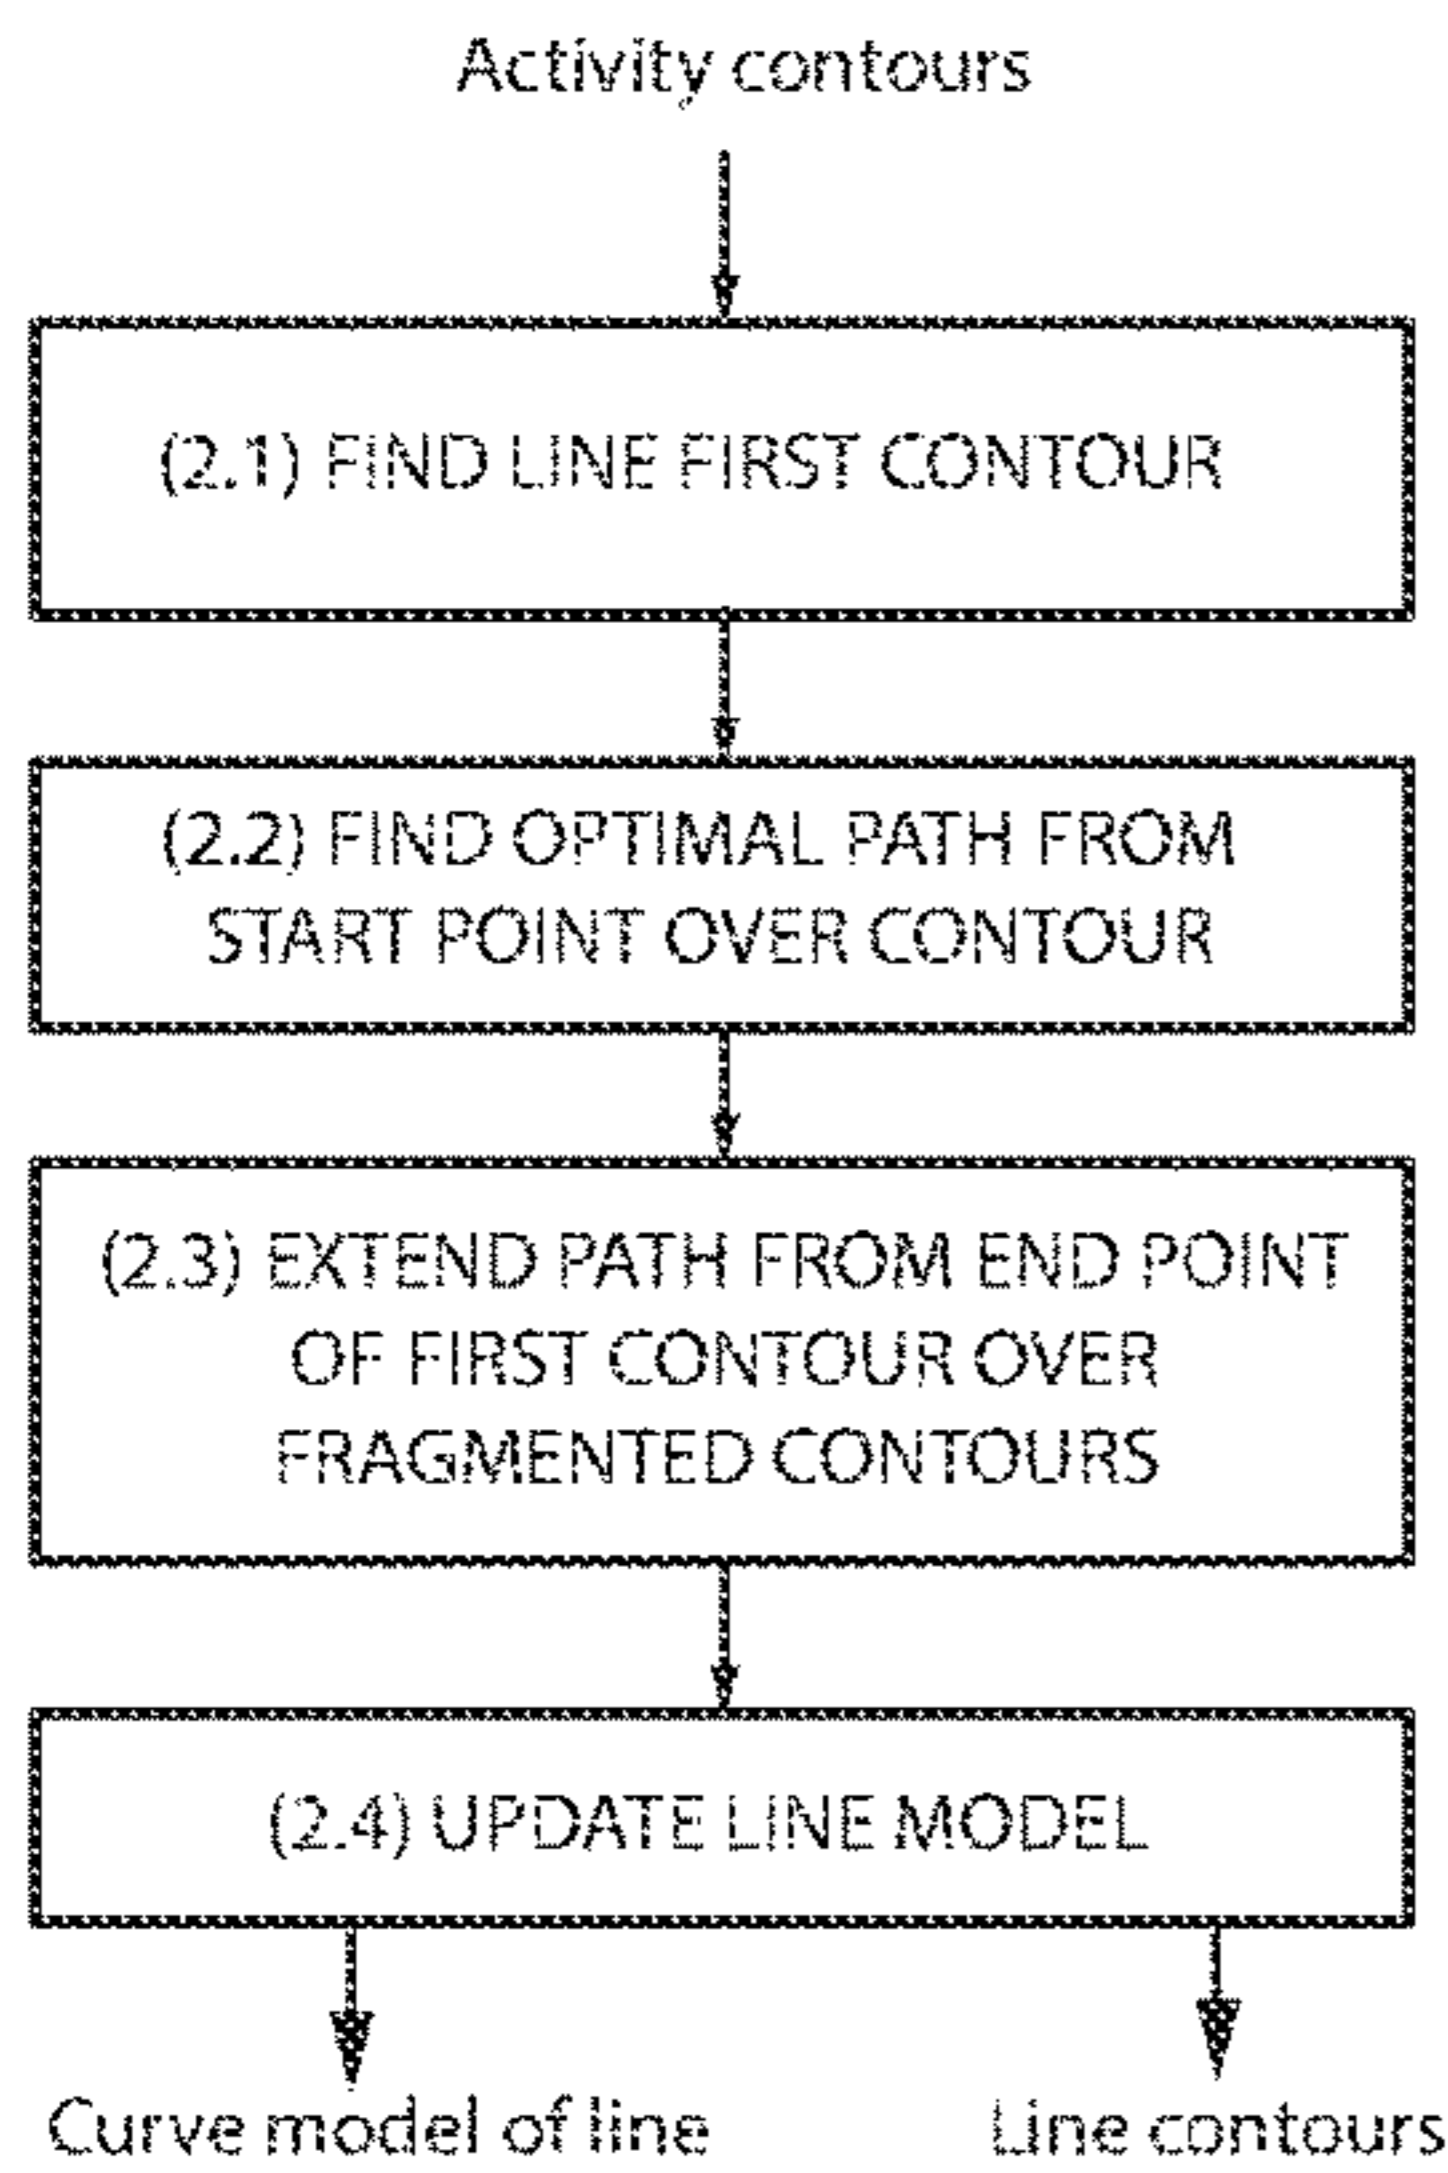 Activity contours
(2.1) FIND LINE FIRST CONTOUR
(2.2) FIND OPTIMAL PATH FROM
START POINT OVER CONTOUR
(2.3) EXTEND PATH FROM END POINT
OF FIRST CONTOUR OVER
FRAGMENTED CONTOURS
(2.4) UPDATE LINE MODEL
Curve model of line
Line contours